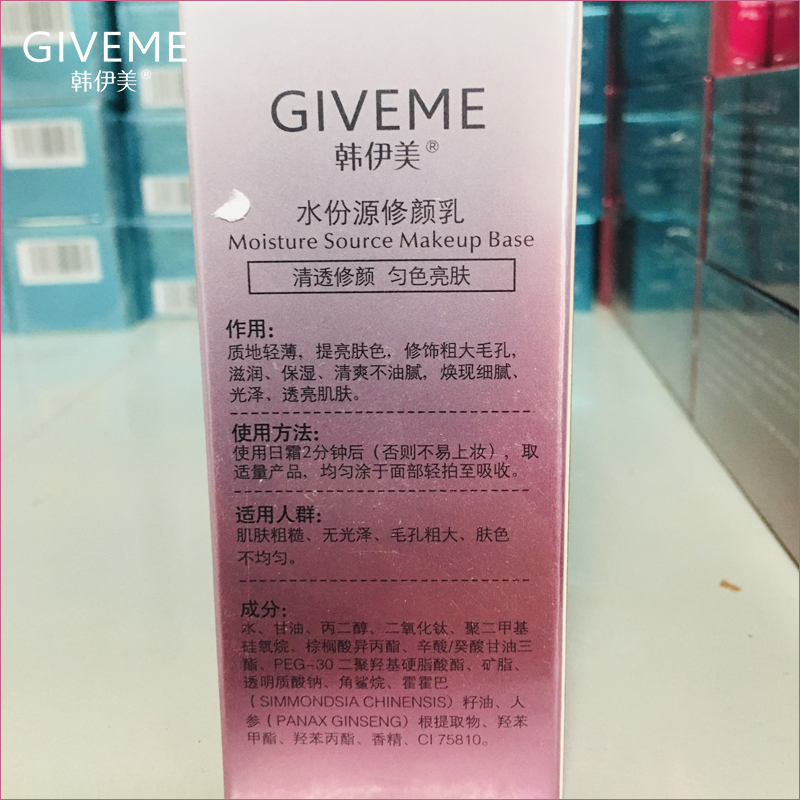 GIVEME
韩伊美®
GIVEME
韩伊美®
水份源修颜乳
Moisture Source Makeup Base
清透修颜 匀色亮肤
作用：
质地轻薄，提亮肤色，修饰粗大毛孔，
滋润、保湿、清爽不油腻，焕现细腻、
光泽、透亮肌肤。
使用方法：
使用日霜2分钟后（否则不易上妆），取
适量产品，均匀涂于面部轻拍至吸收。
适用人群：
肌肤粗糙、无光泽、毛孔粗大、肤色
不均匀。
成分：
水、甘油、丙二醇、二氧化钛、聚二甲基
硅氧烷、棕榈酸异丙酯、辛酸/癸酸甘油三
酯、PEG-30 二聚羟基硬脂酸酯、矿脂、
透明质酸钠、角鲨烷、霍霍巴
（SIMMONDSIA CHINENSIS）籽油、人
参（PANAX GINSENG）根提取物、羟苯
甲酯、羟苯丙酯、香精、CI 75810。